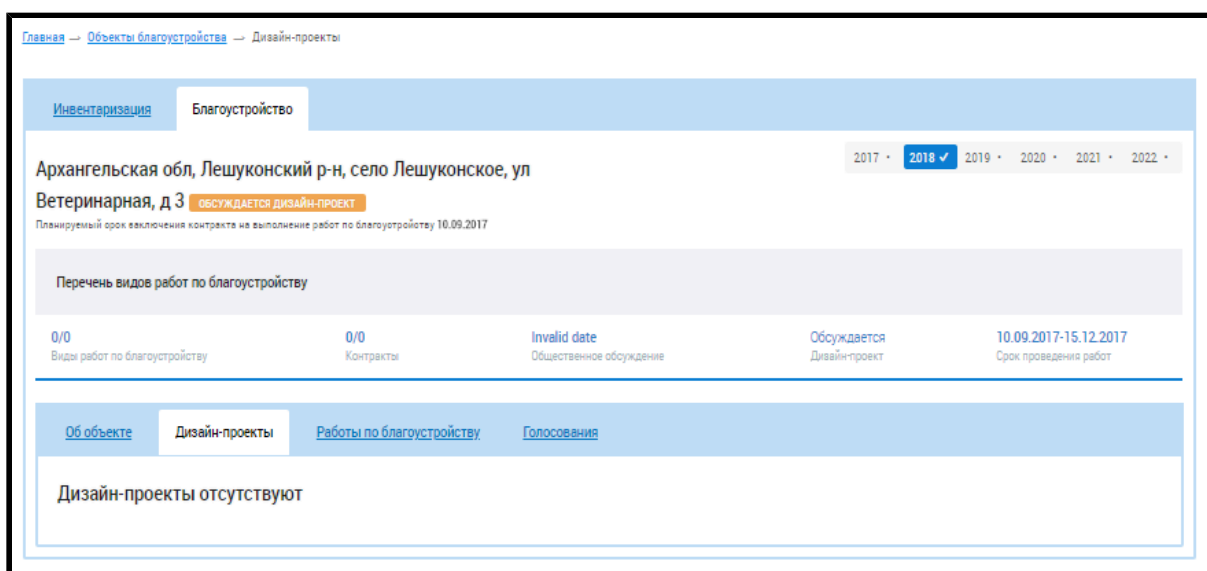 Главная → Объекты благоустройства → Дизайн-проекты
Инвентаризация Благоустройство
2017 • 2018 ✓ 2019 • 2020 • 2021 • 2022 •
Архангельская обл, Лешуконский р-н, село Лешуконское, ул
Ветеринарная, д 3 ОБСУЖДАЕТСЯ ДИЗАЙН-ПРОЕКТ
Планируемый срок заключения контракта на выполнение работ по благоустройству 10.09.2017
Перечень видов работ по благоустройству
0/0 0/0 Invalid date Обсуждается 10.09.2017-15.12.2017
Виды работ по благоустройству Контракты Общественное обсуждение Дизайн-проект Срок проведения работ
Об объекте Дизайн-проекты Работы по благоустройству Голосования
Дизайн-проекты отсутствуют